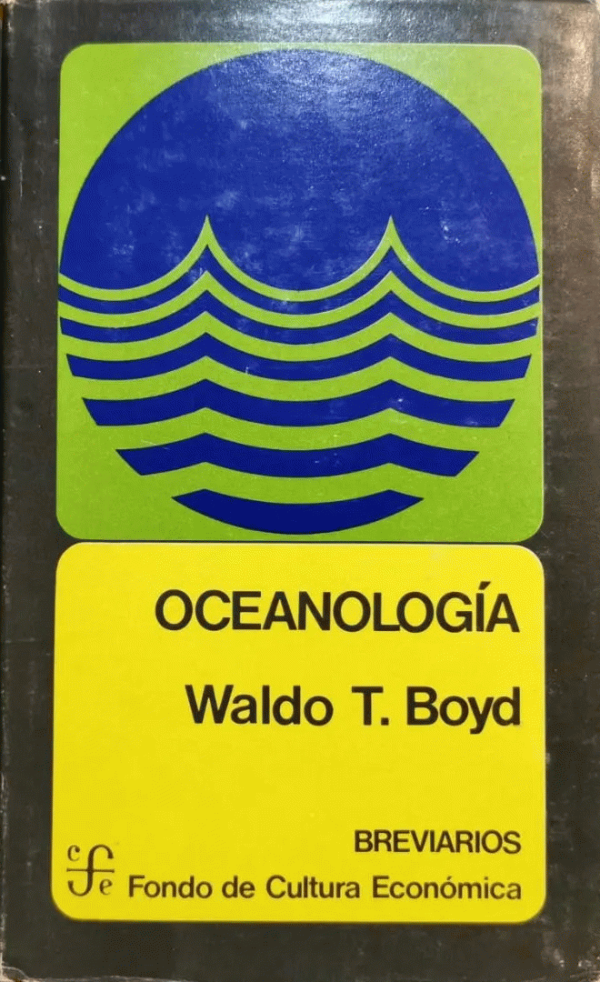 OCEANOLOGÍA
Waldo T. Boyd
BREVIARIOS
cfe
Fondo de Cultura Económica